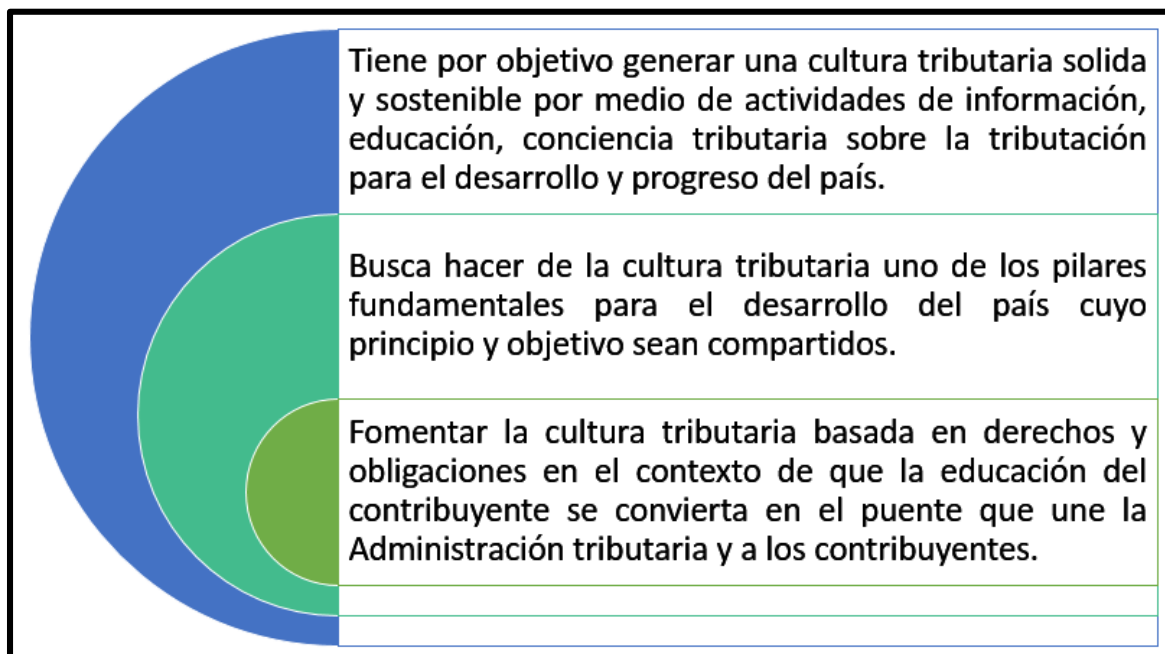 Tiene por objetivo generar una cultura tributaria solida
y sostenible por medio de actividades de información,
educación, conciencia tributaria sobre la tributación
para el desarrollo y progreso del país.
Busca hacer de la cultura tributaria uno de los pilares
fundamentales para el desarrollo del país cuyo
principio y objetivo sean compartidos.
Fomentar la cultura tributaria basada en derechos y
obligaciones en el contexto de que la educación del
contribuyente se convierta en el puente que une la
Administración tributaria y a los contribuyentes.